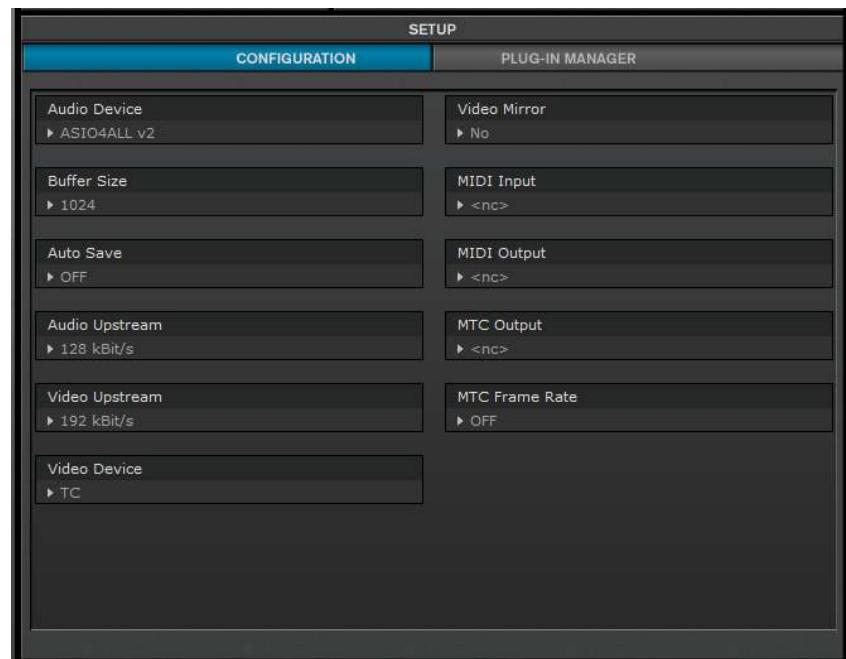 SETUP
CONFIGURATION
PLUG-IN MANAGER
Audio Device
ASIO4ALL v2
Buffer Size
1024
Auto Save
OFF
Audio Upstream
128 kBit/s
Video Upstream
192 kBit/s
Video Device
TC
Video Mirror
No
MIDI Input
<nc>
MIDI Output
<nc>
MTC Output
<nc>
MTC Frame Rate
OFF